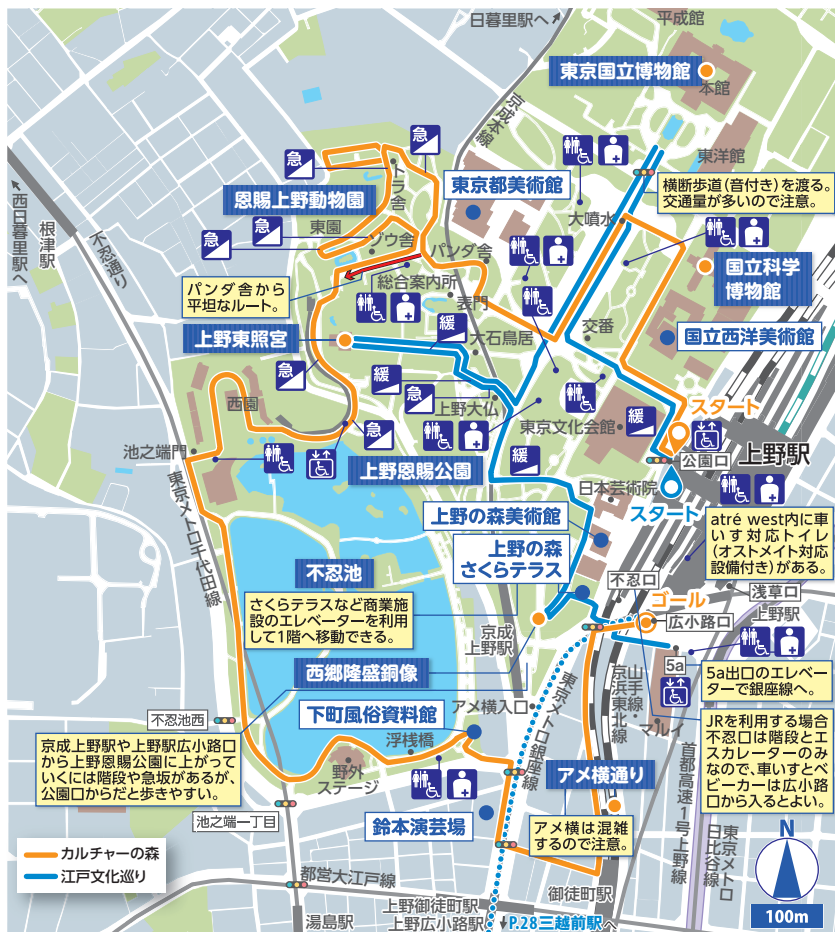 日暮里へ
平成館
東京国立博物館
本館
京成本線
急
急
トラ舎
東洋館
東京都美術館
横断歩道(音付き)を渡る。
交通量が多いので注意。
恩賜上野動物園
西日暮里へ
根津駅
不忍通り
大噴水
東園
急
急
ゾウ舎
パンダ舎
国立科学
博物館
総合案内所
パンダ舎から
平坦なルート。
表門
交番
上野東照宮
緩
大石鳥居
国立西洋美術館
急
緩
急
上野大仏
スタート
西園
東京文化会館
緩
池之端門
急
上野恩賜公園
公園口
上野駅
緩
スタート
東京メトロ千代田線
日本芸術院
上野の森美術館
atré west内に車
いす対応トイレ
(オストメイト対応
設備付き)がある。
上野の森
さくらテラス
不忍池
不忍口
浅草口
さくらテラスなど商業施
設のエレベーターを利用
して1階へ移動できる。
ゴール
上野駅
広小路口
京成
上野駅
5a
西郷隆盛銅像
5a出口のエレベー
ターで銀座線へ。
山手線・
京浜東北線
マルイ
下町風俗資料館
アメ横入口
東京メトロ銀座線
不忍池西
浮桟橋
JRを利用する場合
不忍口は階段とエ
スカレーターのみ
なので、車いすとベ
ビーカーは広小路
口から入るとよい。
京成上野駅や上野駅広小路口
から上野恩賜公園に上がって
いくには階段や急坂があるが、
公園口からだと歩きやすい。
野外
ステージ
アメ横通り
首都高速1号上野線
鈴本演芸場
池之端一丁目
アメ横は混雑
するので注意。
東京メトロ
日比谷線
N
カルチャーの森
江戸文化巡り
都営大江戸線
御徒町駅
100m
湯島駅
上野御徒町駅
上野広小路駅
P.28三越前駅へ